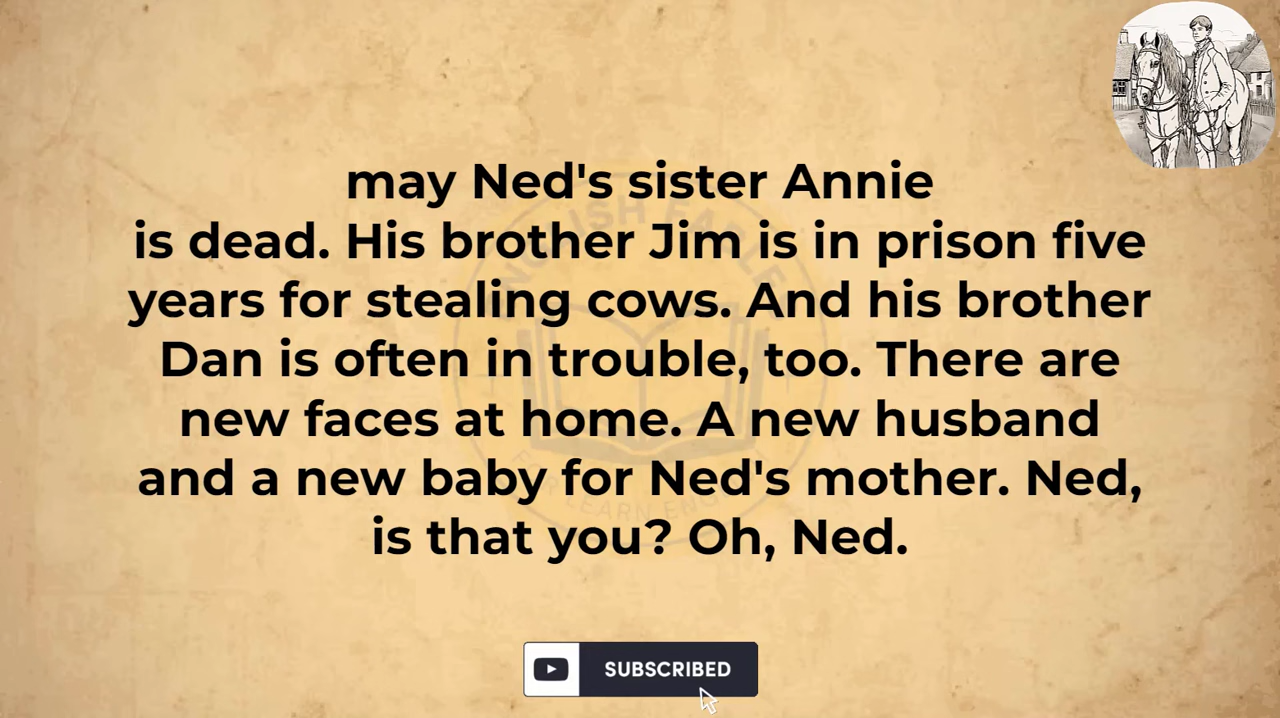 may Ned's sister Annie
is dead. His brother Jim is in prison five
years for stealing cows. And his brother
Dan is often in trouble, too. There are
new faces at home. A new husband
and a new baby for Ned's mother. Ned,
is that you? Oh, Ned.
SUBSCRIBED